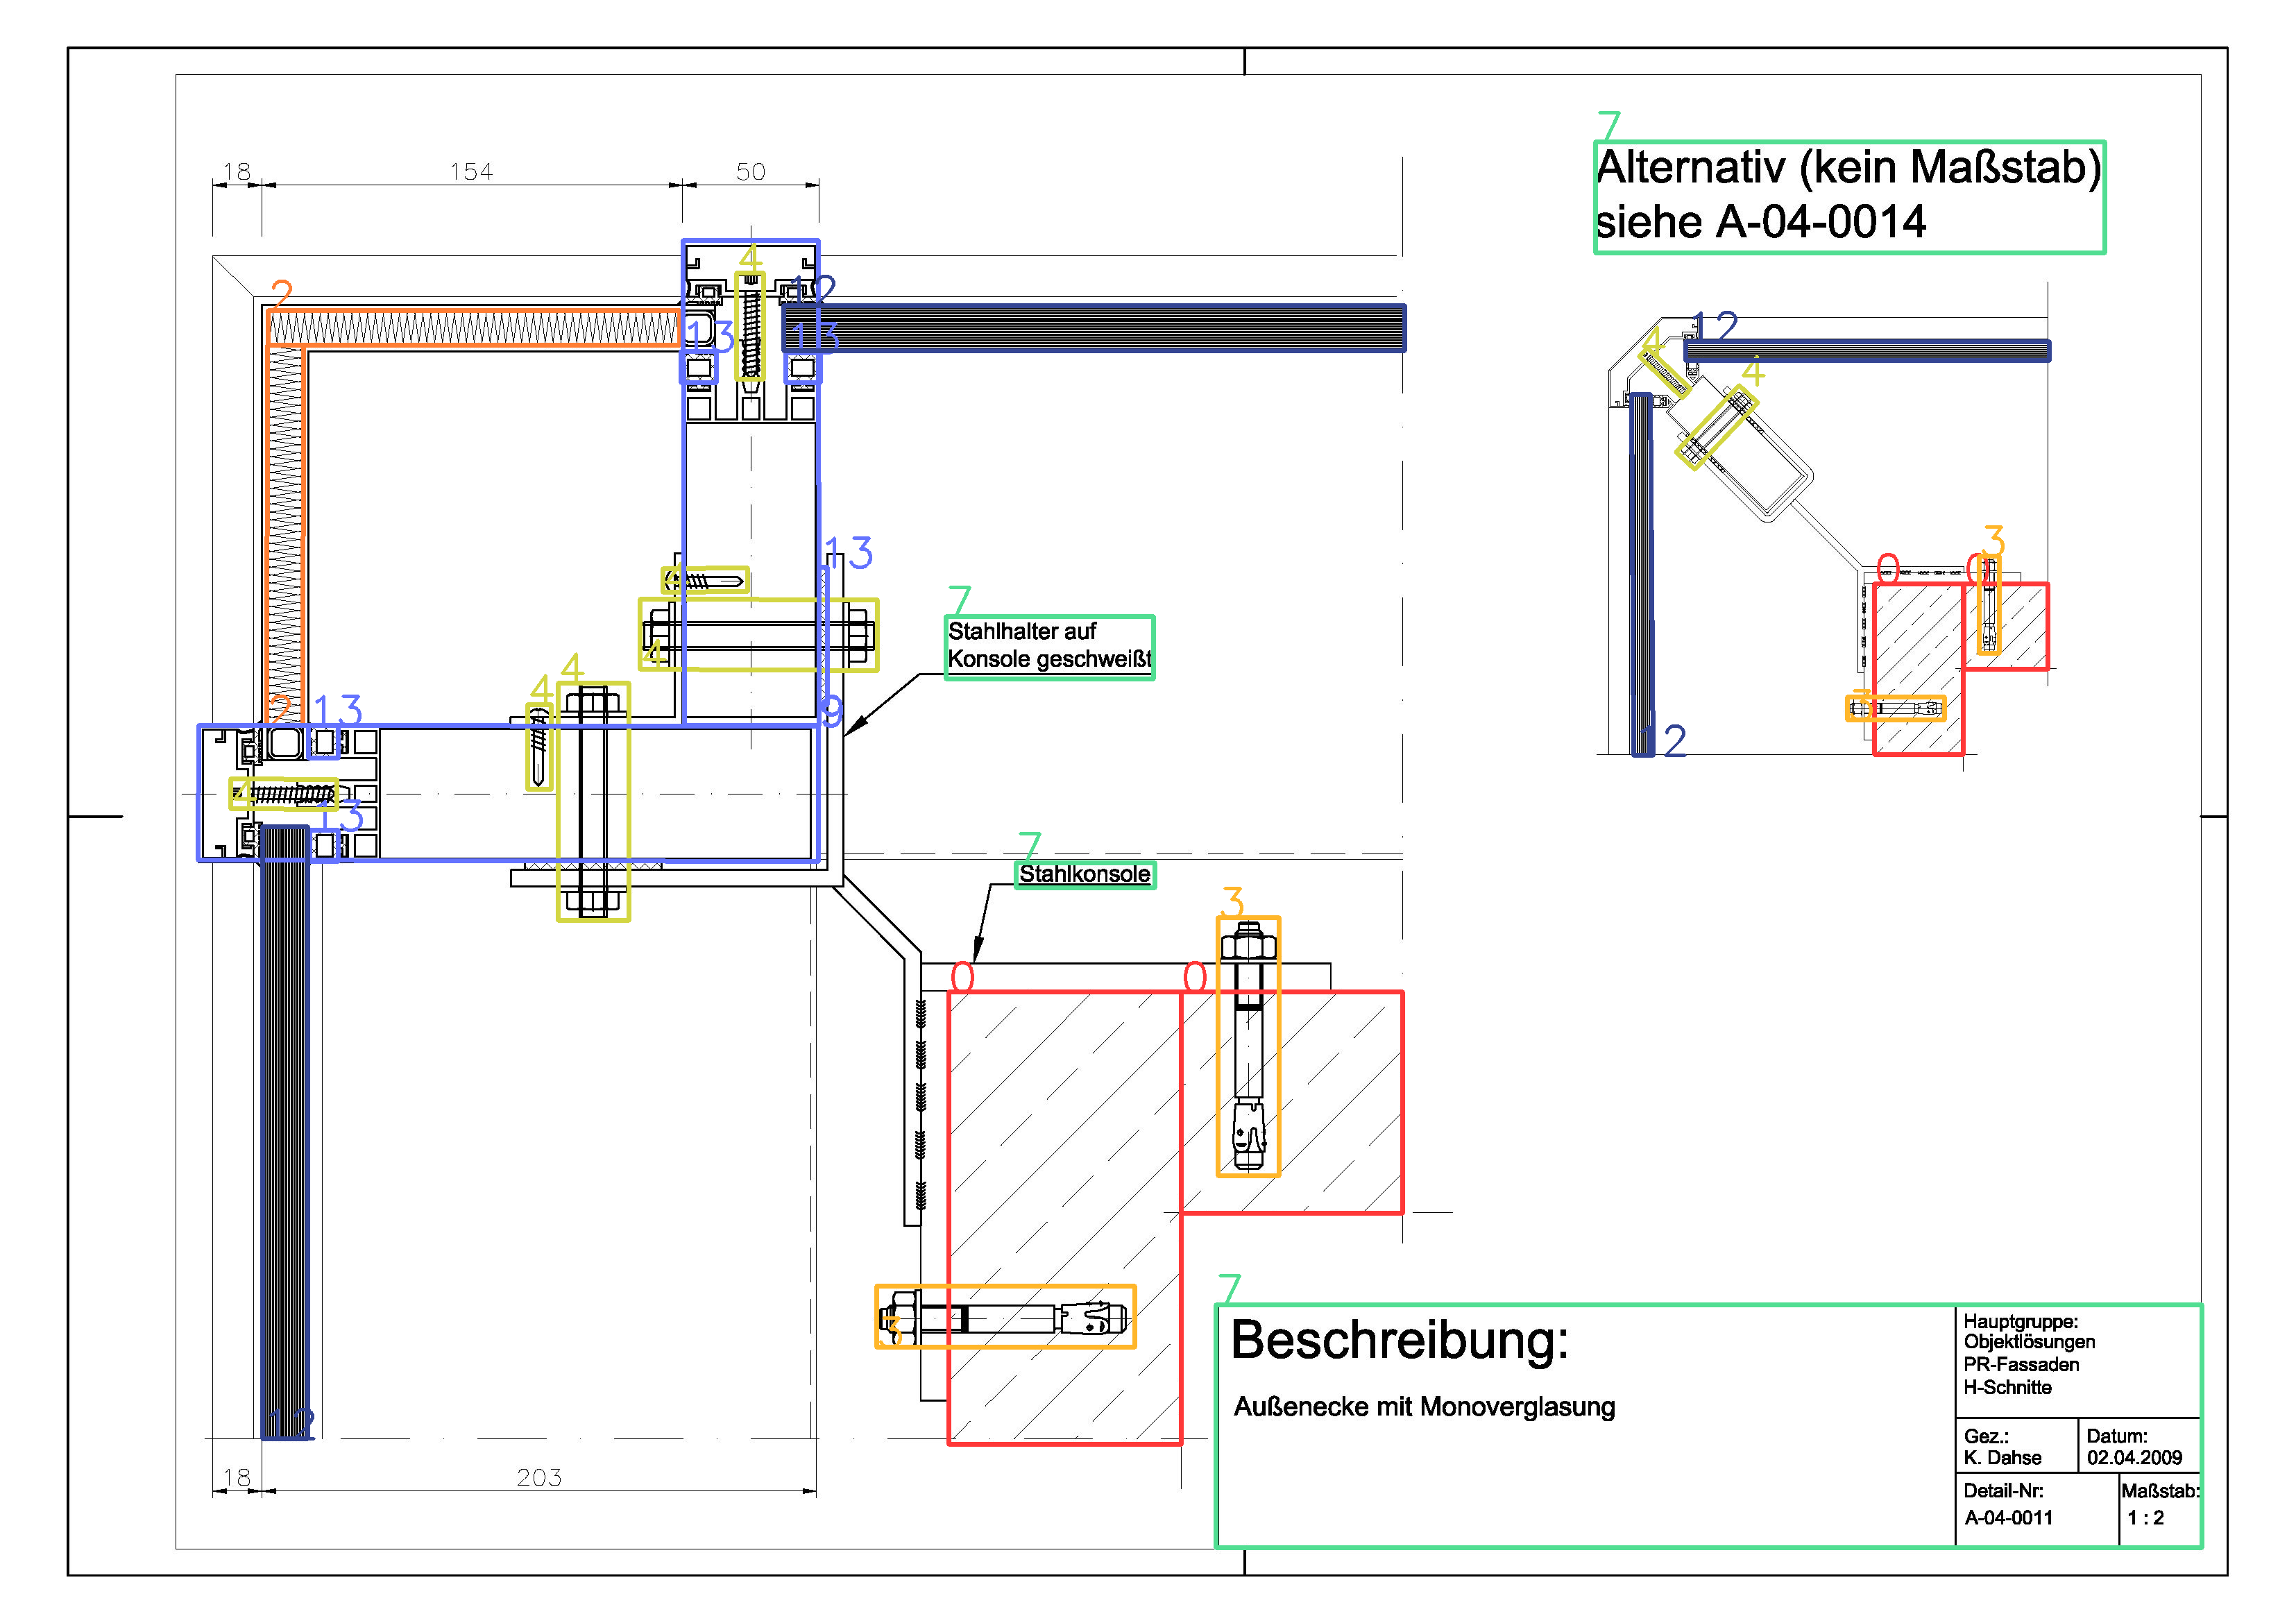 7
Alternativ (kein Maßstab)
siehe A-04-0014
18
154
50
4
12
2
13
13
12
4
4
13
3
0
0
4
7
Stahlhalter auf
Konsole geschweißt
4
4
4
2
13
9
3
12
4
13
7
Stahlkonsole
3
0
0
3
7
Beschreibung:
Außenecke mit Monoverglasung
Hauptgruppe:
Objektlösungen
PR-Fassaden
H-Schnitte
Gez.:
K. Dahse
Datum:
02.04.2009
Detail-Nr:
A-04-0011
Maßstab:
1 : 2
12
18
203